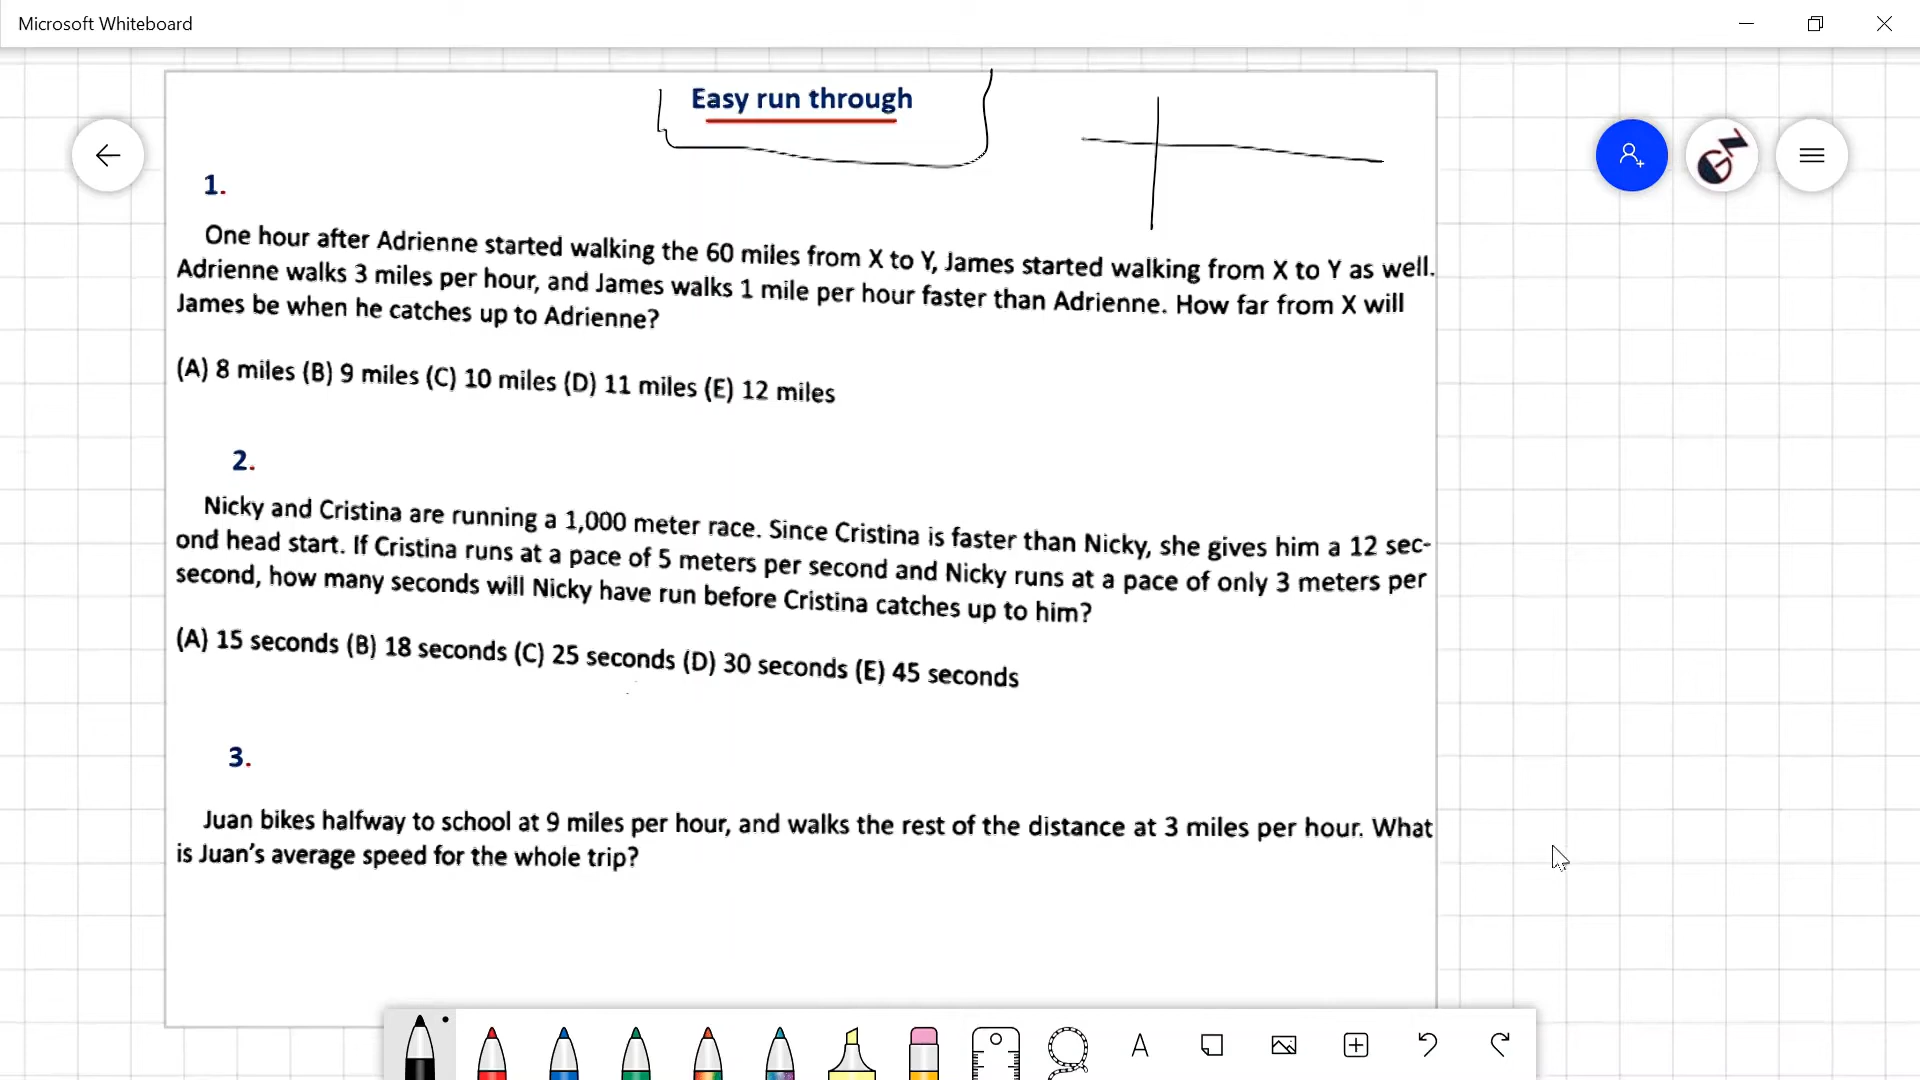 Microsoft Whiteboard
Easy run through
1.
One hour after Adrienne started walking the 60 miles from X to Y, James started walking from X to Y as well.
Adrienne walks 3 miles per hour, and James walks 1 mile per hour faster than Adrienne. How far from X will
James be when he catches up to Adrienne?
(A) 8 miles (B) 9 miles (C) 10 miles (D) 11 miles (E) 12 miles
2.
Nicky and Cristina are running a 1,000 meter race. Since Cristina is faster than Nicky, she gives him a 12 sec-
ond head start. If Cristina runs at a pace of 5 meters per second and Nicky runs at a pace of only 3 meters per
second, how many seconds will Nicky have run before Cristina catches up to him?
(A) 15 seconds (B) 18 seconds (C) 25 seconds (D) 30 seconds (E) 45 seconds
3.
Juan bikes halfway to school at 9 miles per hour, and walks the rest of the distance at 3 miles per hour. What
is Juan's average speed for the whole trip?